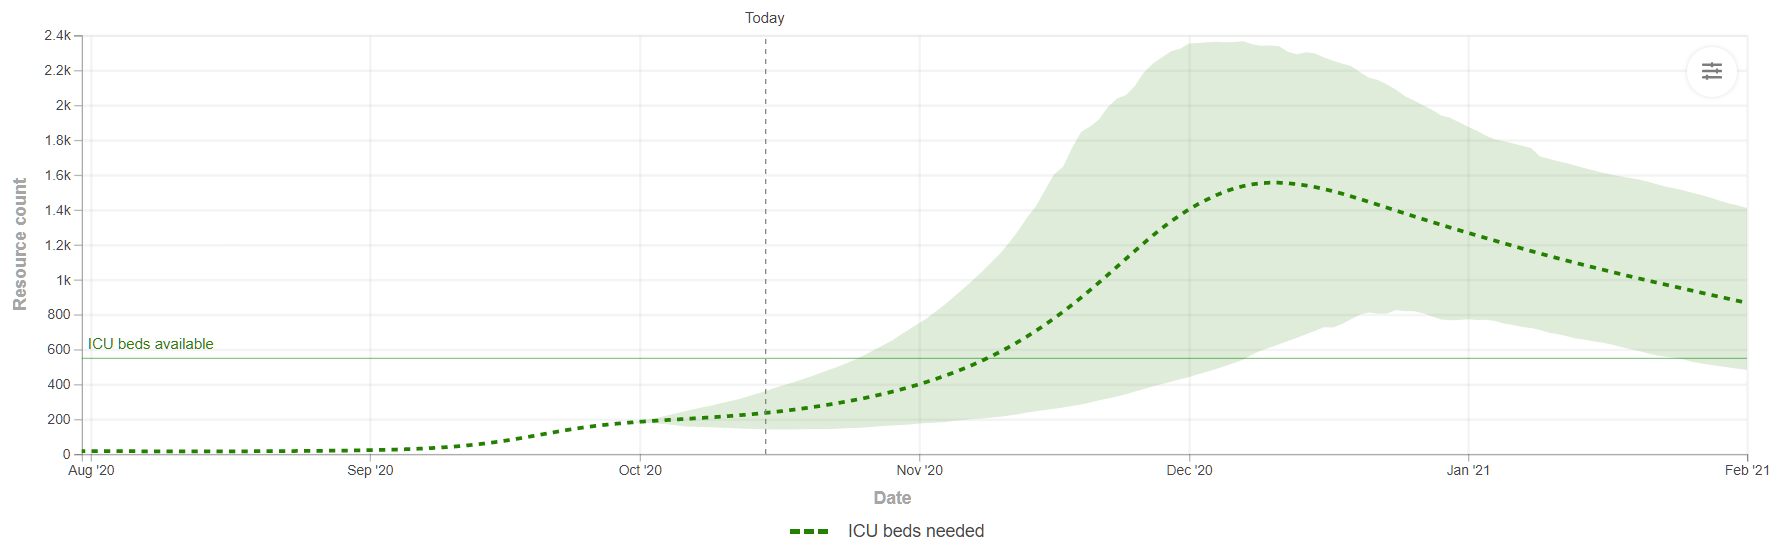 Today
2.4k
2.2k
2k
1.8k
1.6k
1.4k
1.2k
1k
800
600
400
200
0
Resource count
ICU beds available
Aug '20 Sep '20 Oct '20 Nov '20 Dec '20 Jan '21 Feb '21
Date
ICU beds needed